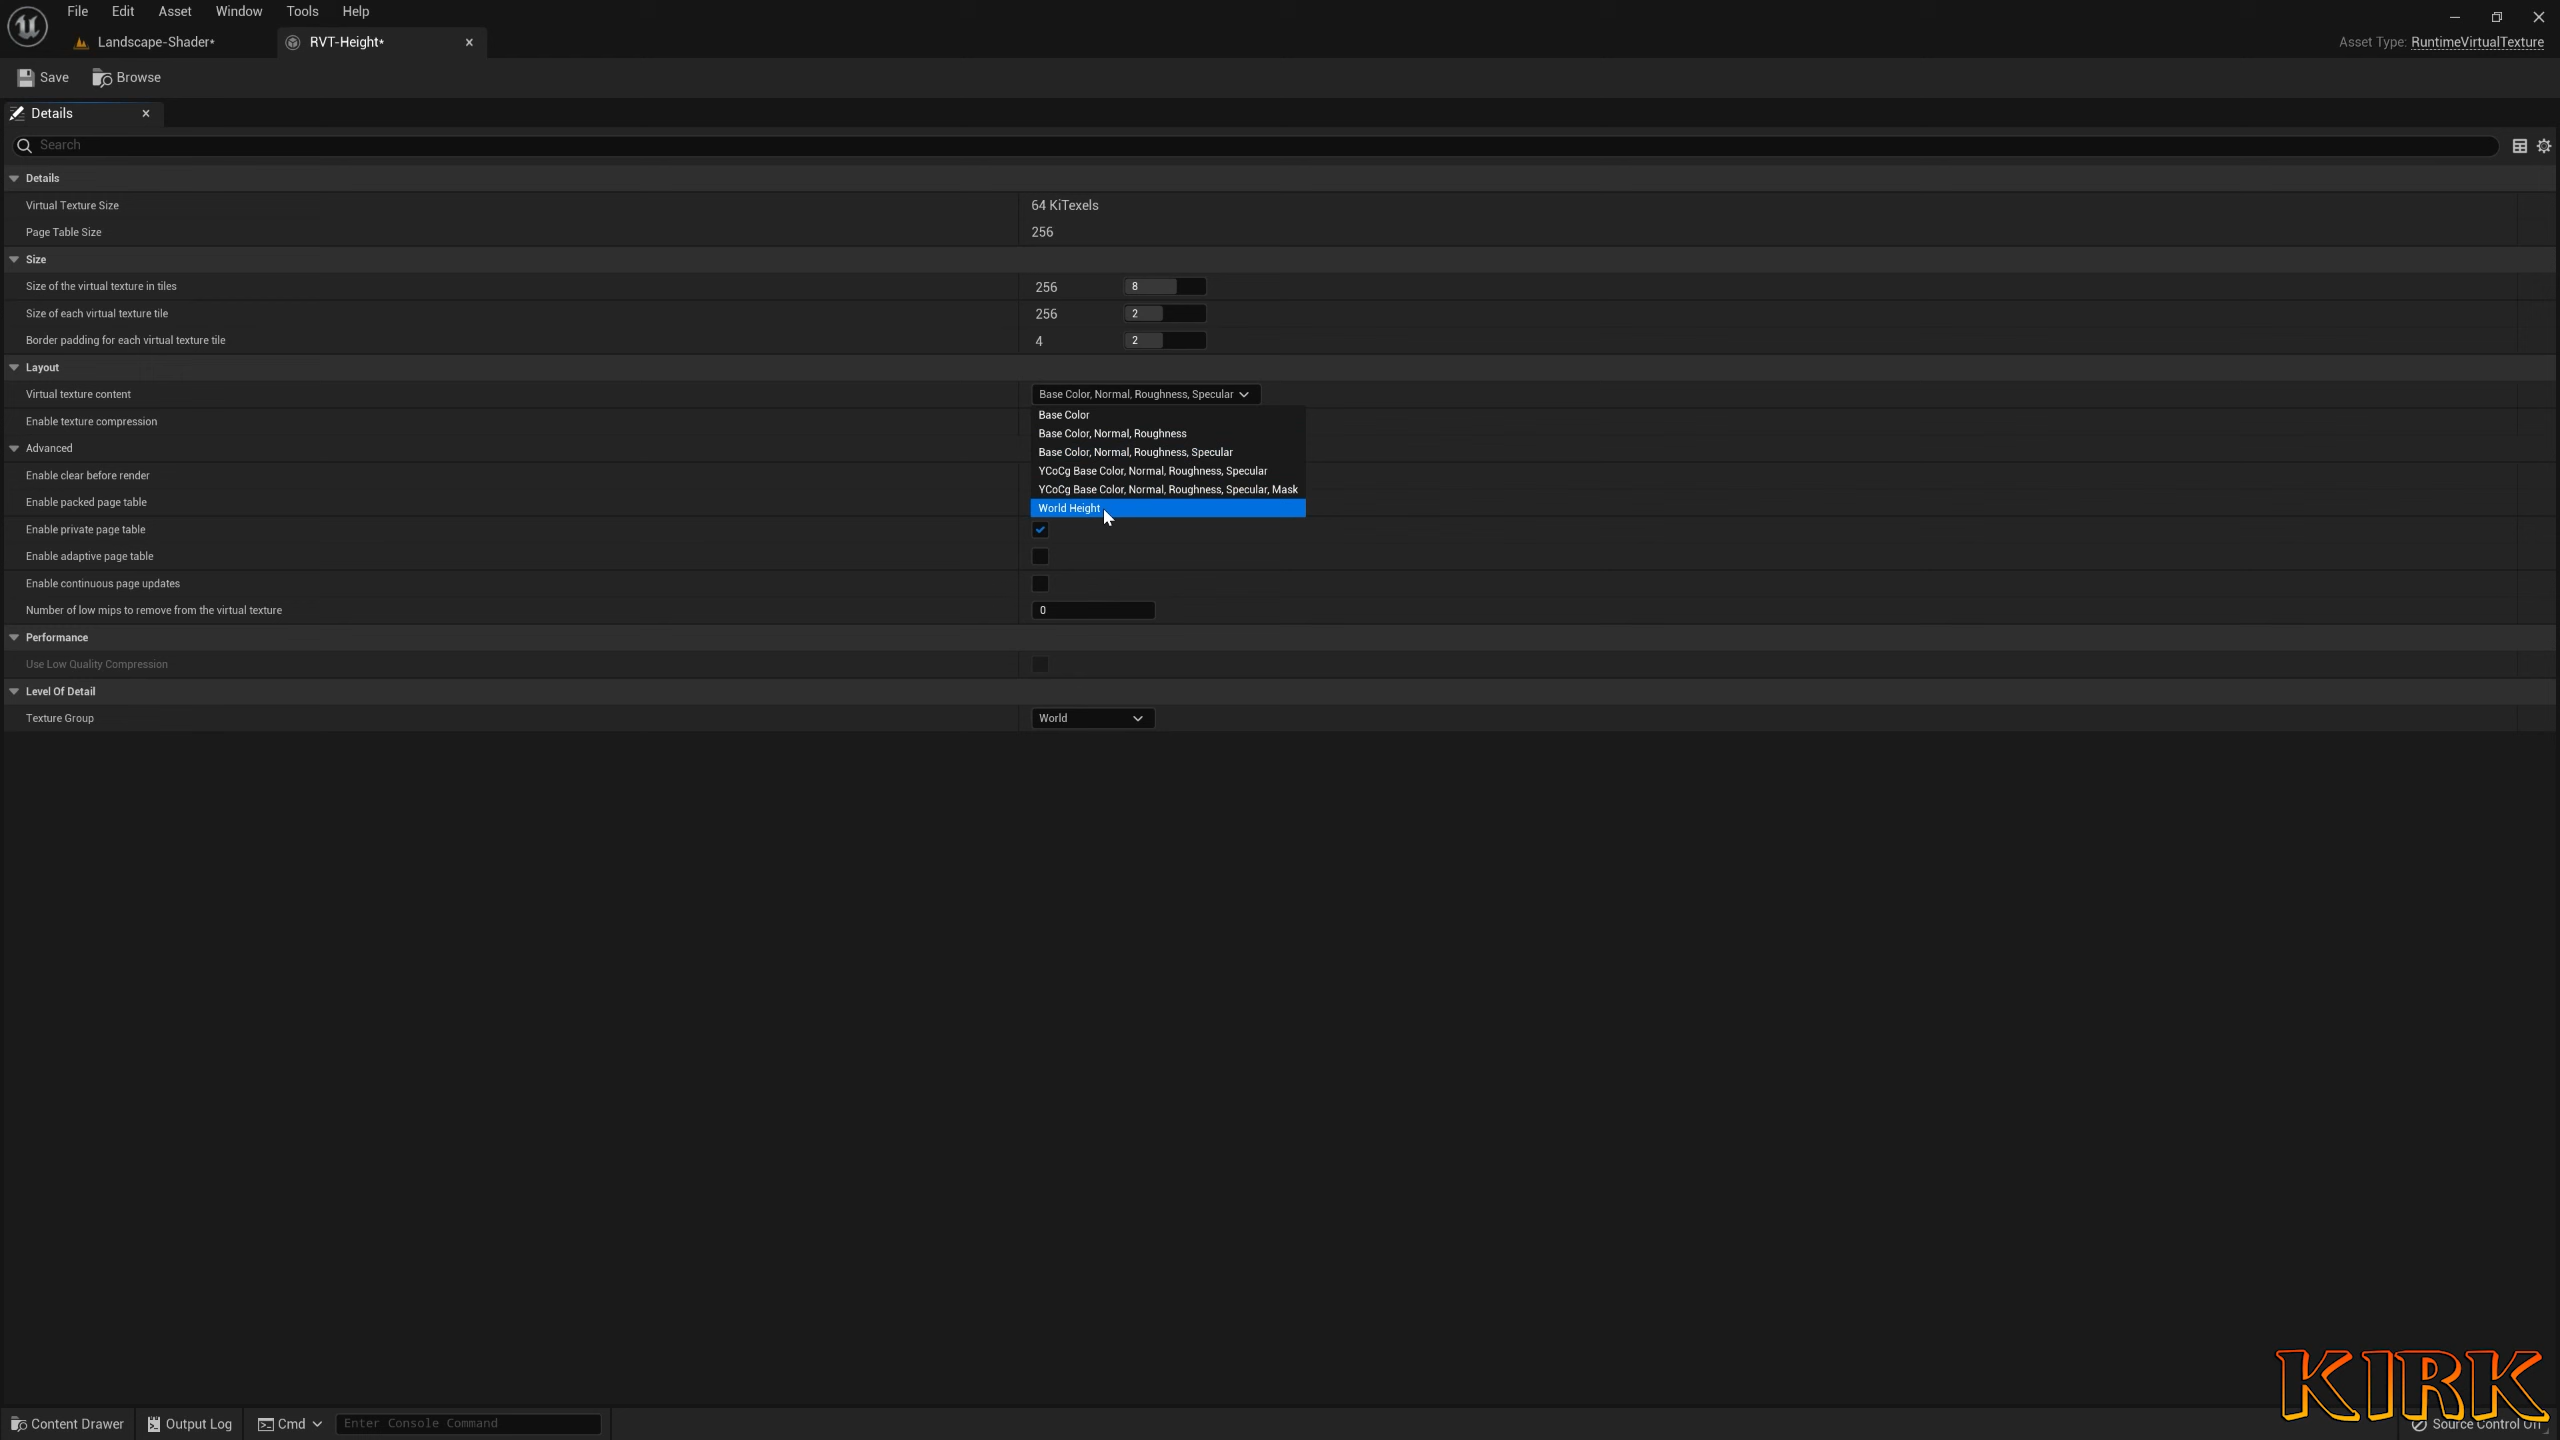 File Edit Asset Window Tools Help
Landscape-Shader* RVT-Height* Asset Type: RuntimeVirtualTexture
Save Browse
Details
Search
Details
Virtual Texture Size 64 KiTexels
Page Table Size 256
Size
Size of the virtual texture in tiles 256 8
Size of each virtual texture tile 256 2
Border padding for each virtual texture tile 4 2
Layout
Virtual texture content Base Color, Normal, Roughness, Specular
Base Color
Enable texture compression
Base Color, Normal, Roughness
Advanced
Base Color, Normal, Roughness, Specular
Enable clear before render
YCoCg Base Color, Normal, Roughness, Specular
YCoCg Base Color, Normal, Roughness, Specular, Mask
Enable packed page table
World Height
Enable private page table
Enable adaptive page table
Enable continuous page updates
Number of low mips to remove from the virtual texture 0
Performance
Use Low Quality Compression
Level Of Detail
Texture Group World
KIRK
Content Drawer Output Log Cmd Enter Console Command Source Control Off